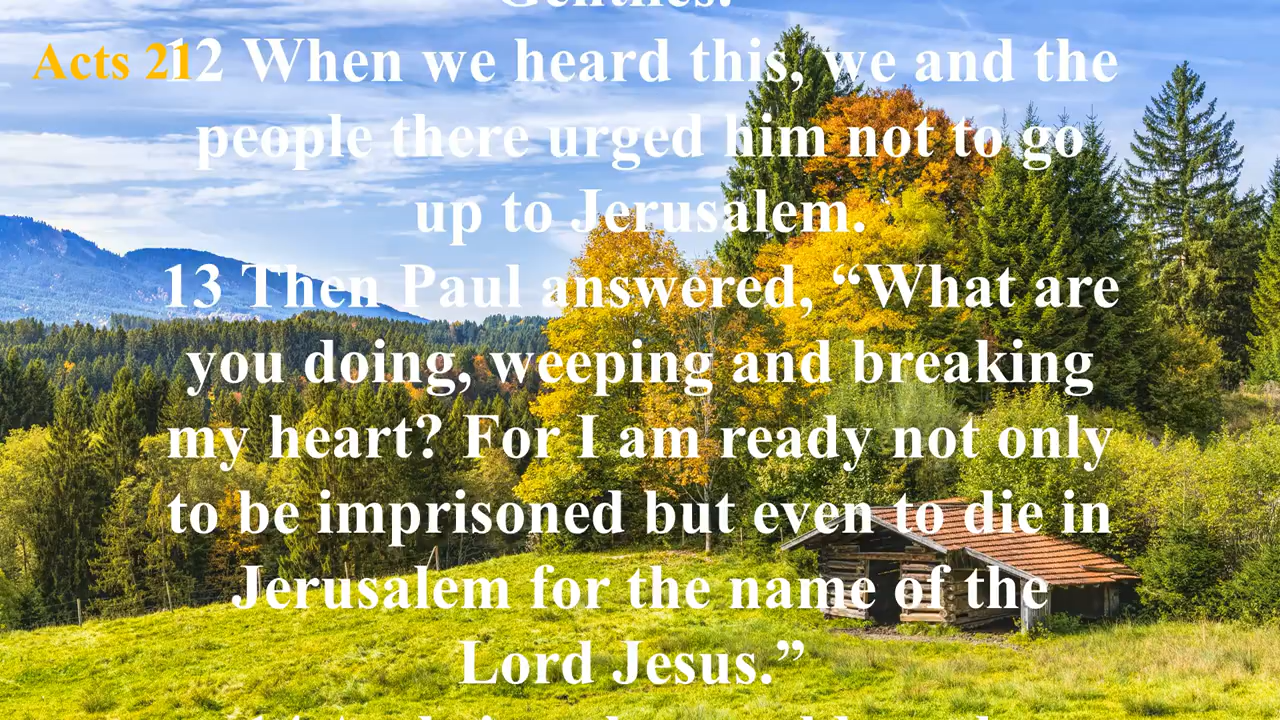 Gentiles.
Acts 21
12 When we heard this, we and the
people there urged him not to go
up to Jerusalem.
13 Then Paul answered, “What are
you doing, weeping and breaking
my heart? For I am ready not only
to be imprisoned but even to die in
Jerusalem for the name of the
Lord Jesus.”